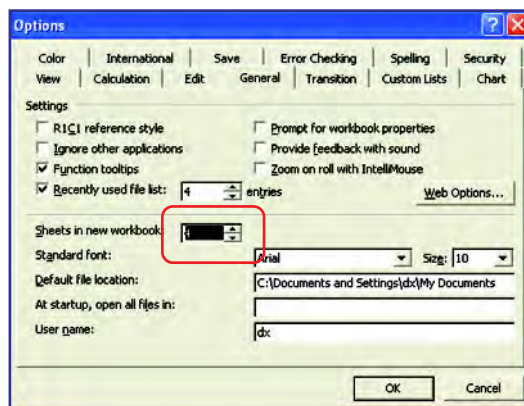 Options
Color International Save Error Checking Spelling Security
View Calculation Edit General Transition Custom Lists Chart
Settings
R1C1 reference style Prompt for workbook properties
Ignore other applications Provide feedback with sound
Function tooltips Zoom on roll with IntelliMouse
Recently used file list: 4 entries Web Options...
Sheets in new workbook:
Standard font: Arial Size: 10
Default file location: C:\Documents and Settings\dx\My Documents
At startup, open all files in:
User name: dx
OK Cancel